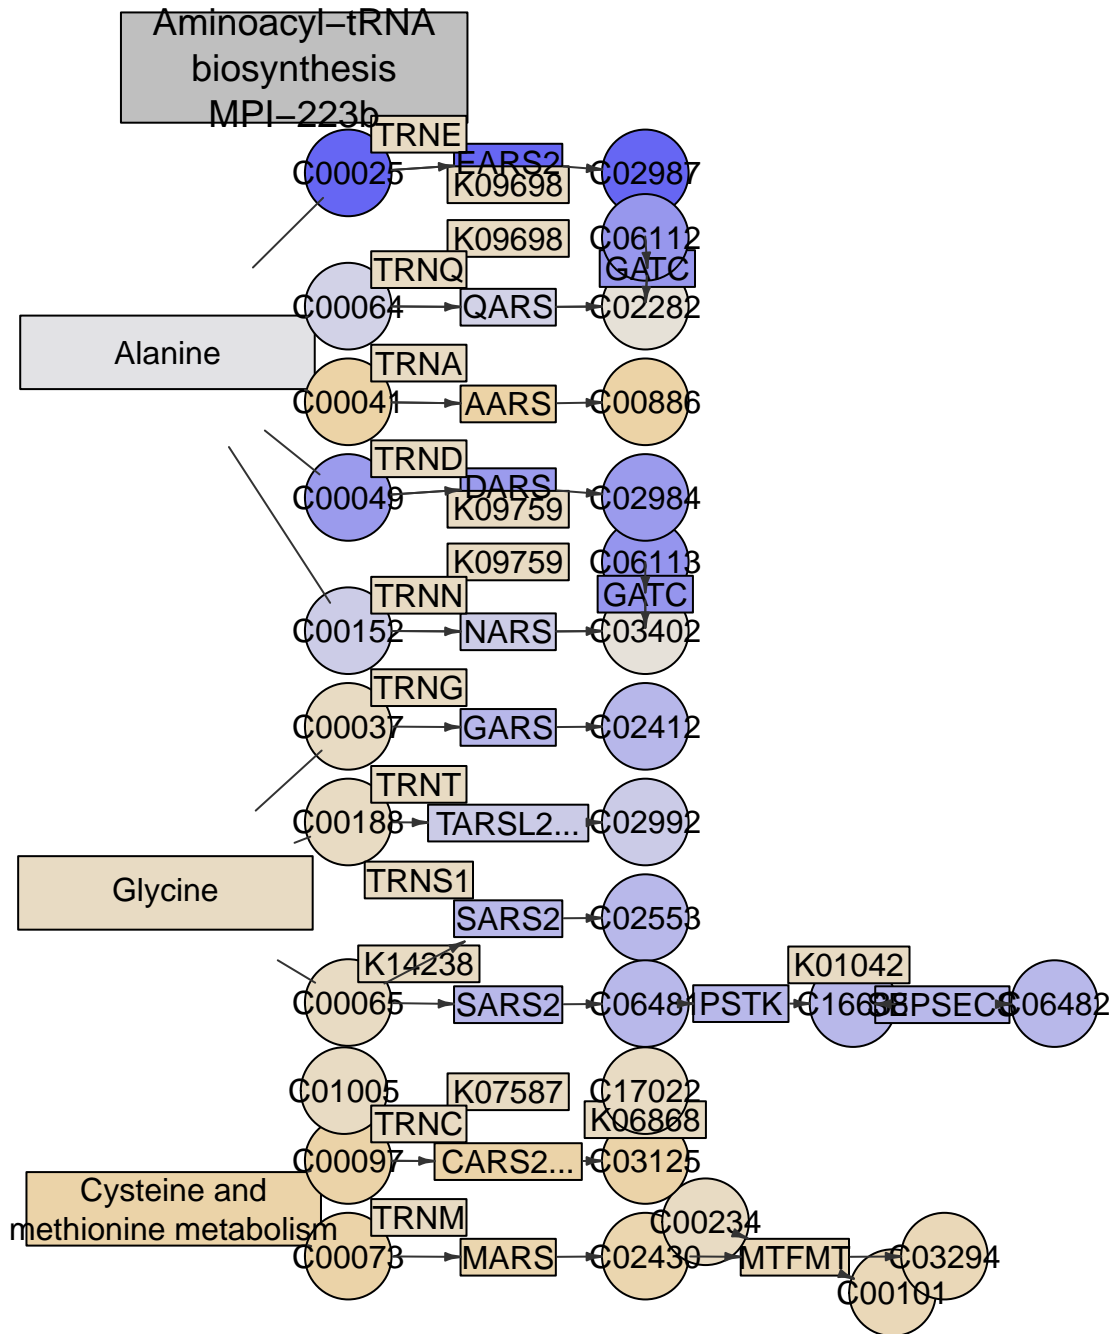 Aminoacyl−tRNA
biosynthesis
MPI−223b
TRNE
C00025
EARS2
C02987
K09698
K09698
C06112
TRNQ
GATC
C00064
QARS
C02282
Alanine
TRNA
C00041
AARS
C00886
TRND
C00049
DARS
C02984
K09759
K09759
C06113
TRNN
GATC
C00152
NARS
C03402
TRNG
C00037
GARS
C02412
TRNT
C00188
TARSL2...
C02992
Glycine
TRNS1
SARS2
C02553
K14238
K01042
C00065
SARS2
C06481
PSTK
SEPSECS
C06482
C01005
K07587
C17022
K06868
TRNC
C00097
CARS2...
C03125
Cysteine and
methionine metabolism
TRNM
C00234
C00073
MARS
C02430
MTFMT
C03294
C00101